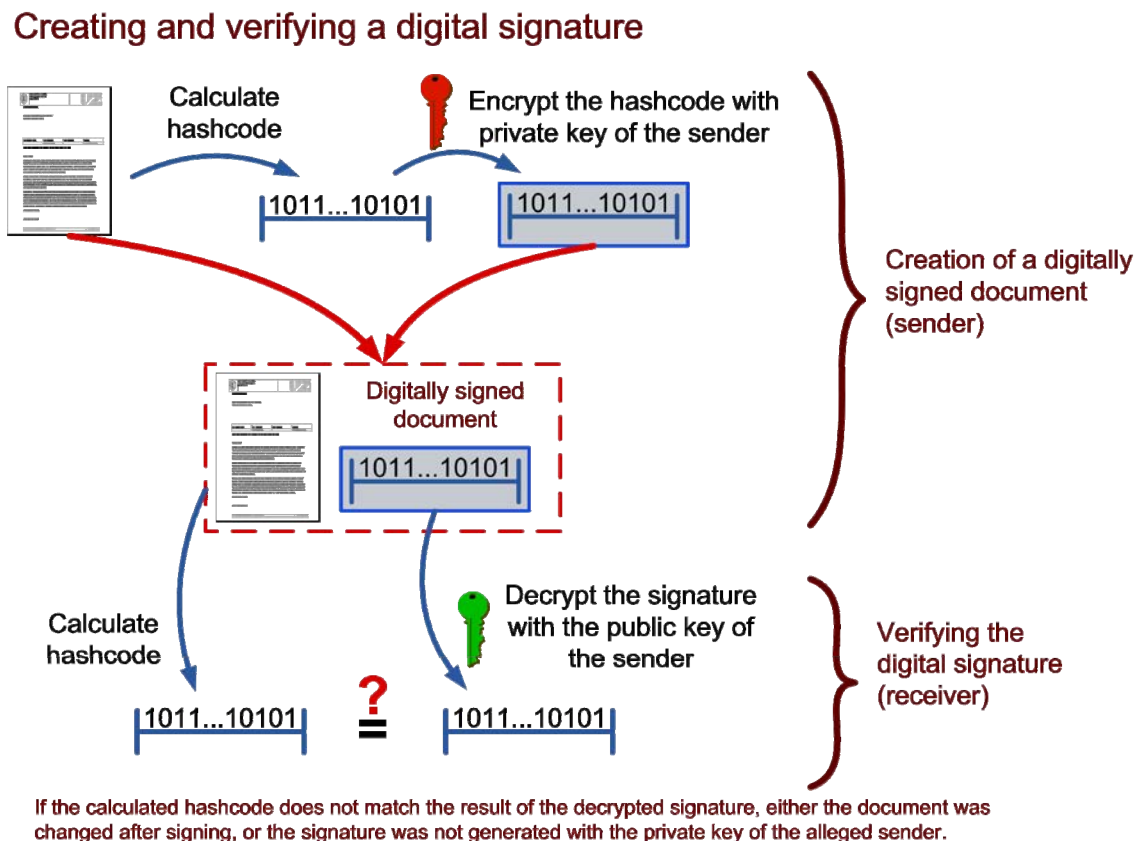 Creating and verifying a digital signature
Calculate
hashcode
Encrypt the hashcode with
private key of the sender
1011...10101
1011...10101
Creation of a digitally
signed document
(sender)
Digitally signed
document
1011...10101
Calculate
hashcode
Decrypt the signature
with the public key of
the sender
Verifying the
digital signature
(receiver)
1011...10101
?
=
1011...10101
If the calculated hashcode does not match the result of the decrypted signature, either the document was
changed after signing, or the signature was not generated with the private key of the alleged sender.